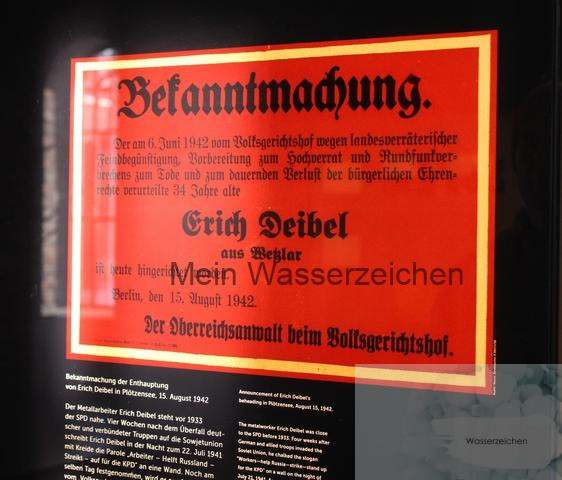 Bekanntmachung.
Der am 6. Juni 1942 vom Volksgerichtshof wegen landesverräterischer
Feindbegünstigung, Vorbereitung zum Hochverrat und Rundfunkver-
brechens zum Tode und zum dauernden Verlust der bürgerlichen Ehren-
rechte verurteilte 34 Jahre alte
Erich Deibel
aus Wetzlar
ist heute hingerichtet worden.
Mein Wasserzeichen
Berlin, den 15. August 1942.
Der Oberreichsanwalt beim Volksgerichtshof.
Bekanntmachung der Enthauptung
von Erich Deibel in Plötzensee, 15. August 1942
Der Metallarbeiter Erich Deibel steht vor 1933
der SPD nahe. Vier Wochen nach dem Überfall deut-
scher und verbündeter Truppen auf die Sowjetunion
schreibt Erich Deibel in der Nacht zum 22. Juli 1941
mit Kreide die Parole „Arbeiter – Helft Russland –
Streikt – auf für die KPD“ an eine Wand. Noch am
selben Tag festgenommen, wird er
vom „Volks
Announcement of Erich Deibel's
beheading in Plötzensee, August 15, 1942.
The metalworker Erich Deibel was close
to the SPD before 1933. Four weeks after
German and allied troops invaded the
Soviet Union, he chalked the slogan
"Workers–help Russia–strike–stand up
for the KPD" on a wall on the night of
July 21, 1941.
Wasserzeichen